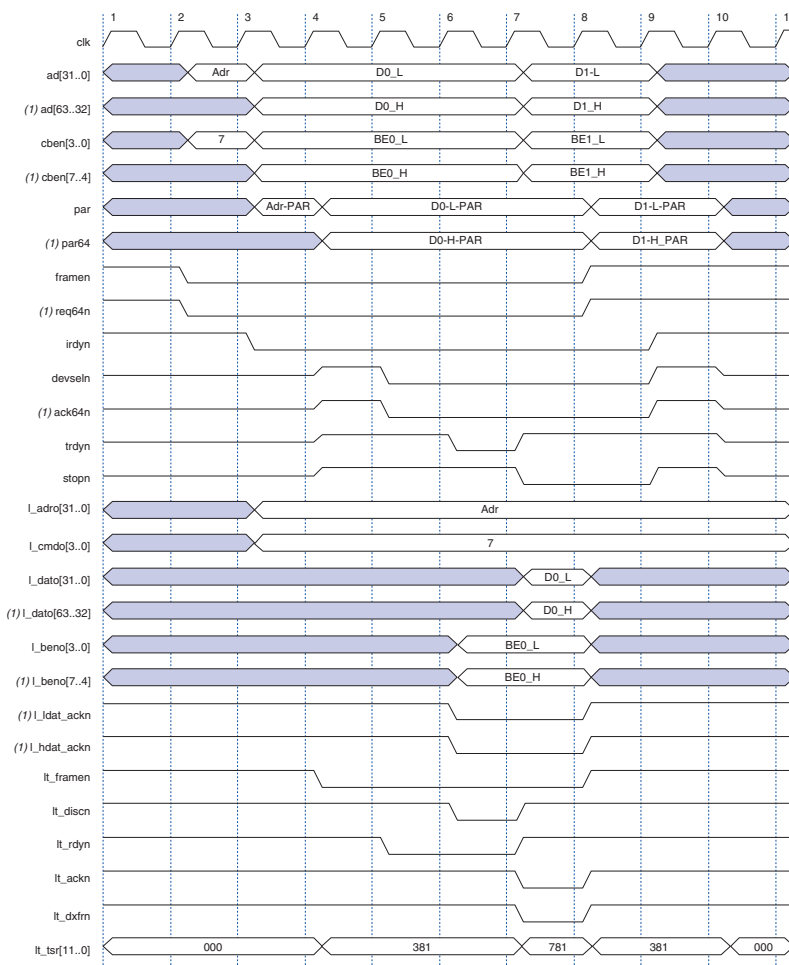 1 2 3 4 5 6 7 8 9 10 1
clk
ad[31..0] Adr D0_L D1-L
(1) ad[63..32] D0_H D1_H
cben[3..0] 7 BE0_L BE1_L
(1) cben[7..4] BE0_H BE1_H
par Adr-PAR D0-L-PAR D1-L-PAR
(1) par64 D0-H-PAR D1-H_PAR
framen
(1) req64n
irdyn
devseln
(1) ack64n
trdyn
stopn
l_adro[31..0] Adr
l_cmdo[3..0] 7
l_dato[31..0] D0_L
(1) l_dato[63..32] D0_H
l_beno[3..0] BE0_L
(1) l_beno[7..4] BE0_H
(1) l_ldat_ackn
(1) l_hdat_ackn
lt_framen
lt_discn
lt_rdyn
lt_ackn
lt_dxfrn
lt_tsr[11..0] 000 381 781 381 000